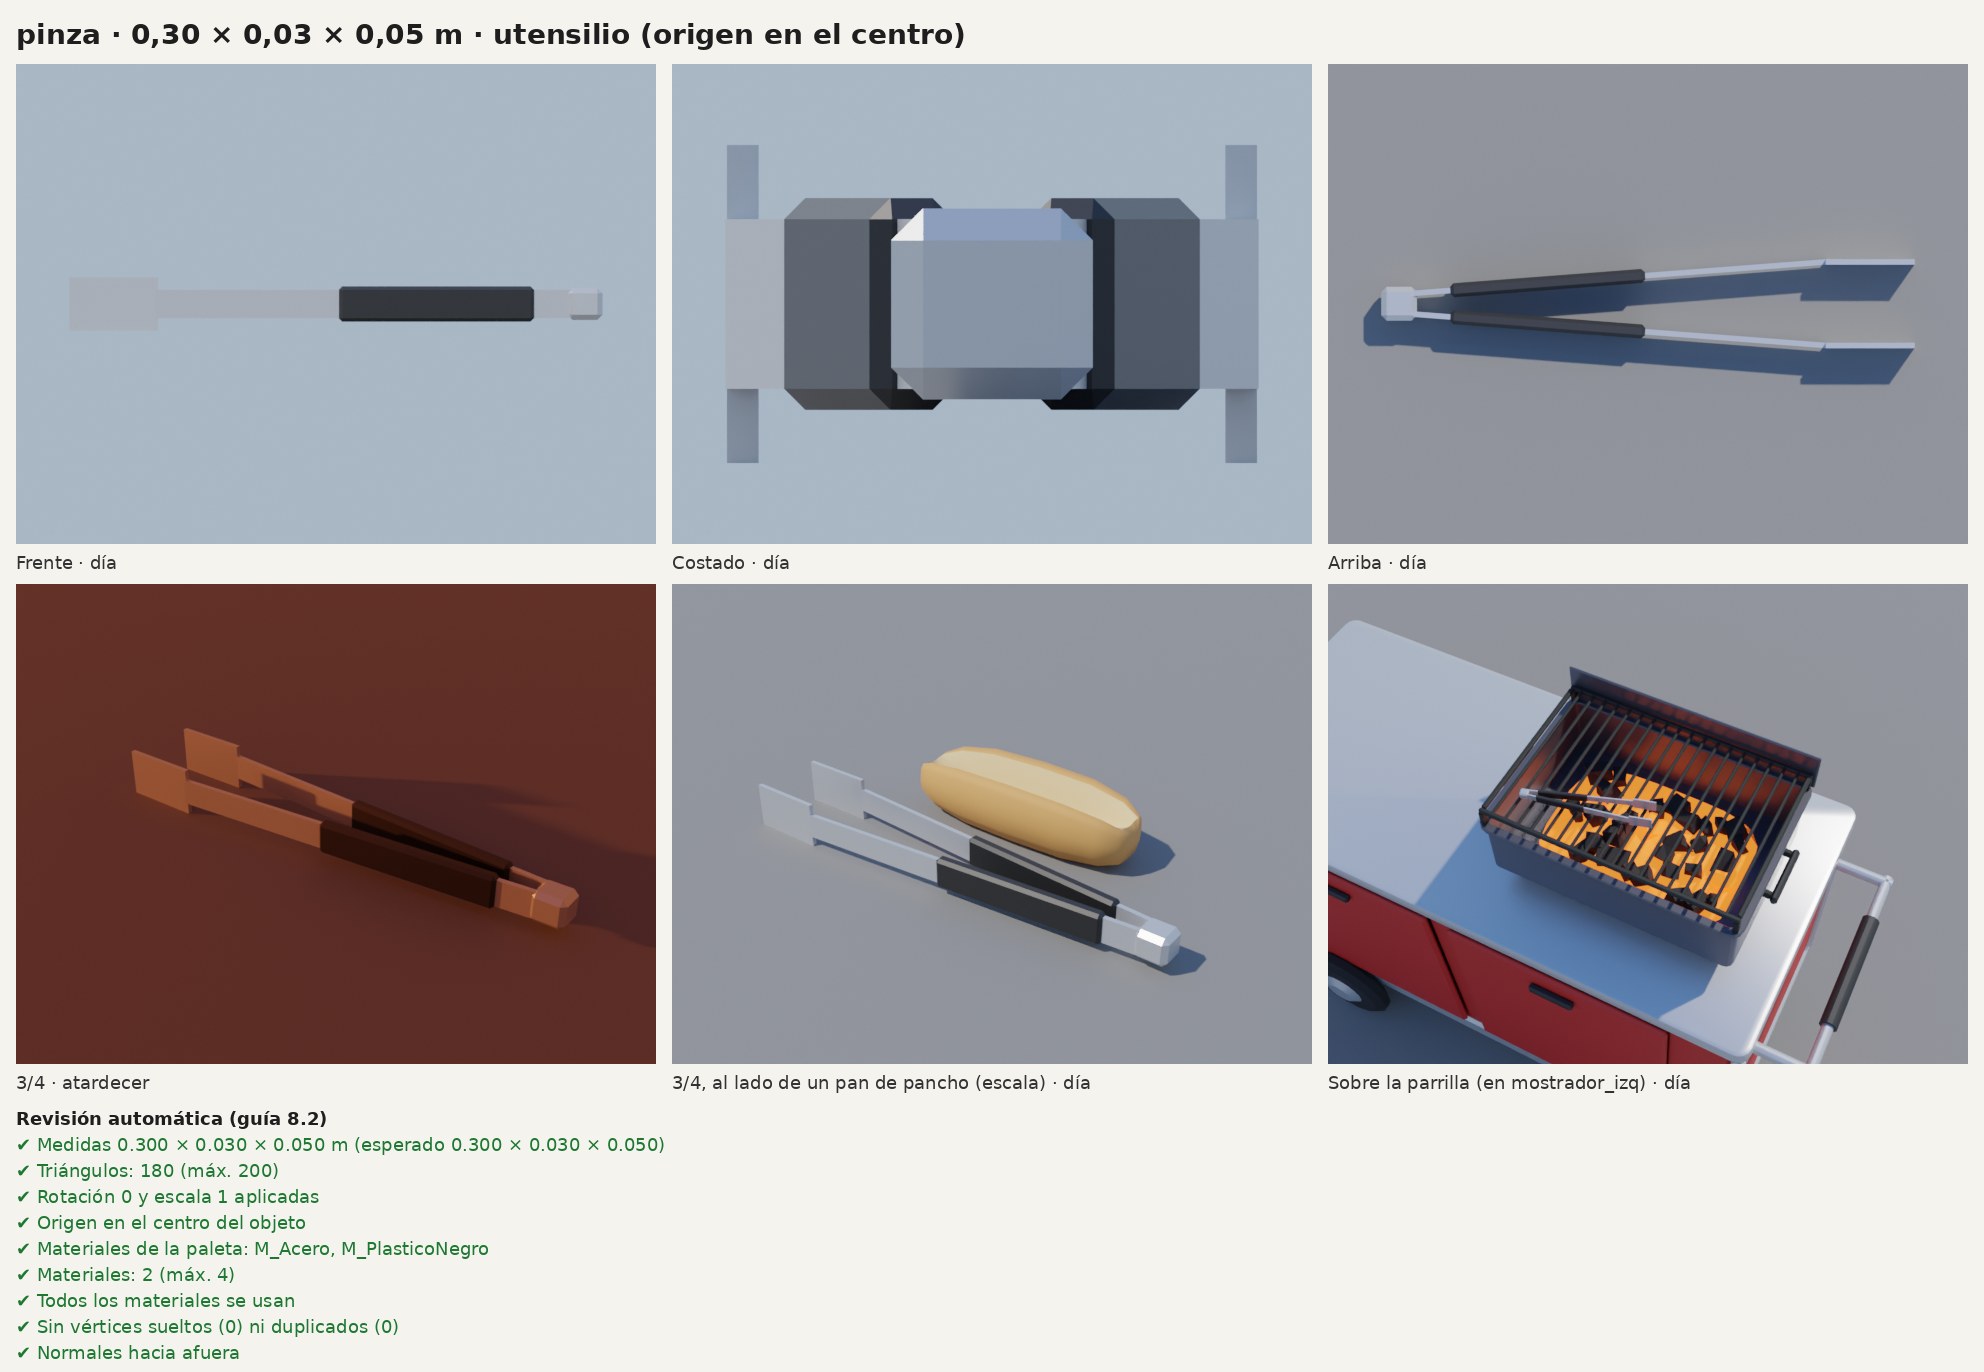 pinza · 0,30 × 0,03 × 0,05 m · utensilio (origen en el centro)
Frente · día
Costado · día
Arriba · día
3/4 · atardecer
3/4, al lado de un pan de pancho (escala) · día
Sobre la parrilla (en mostrador_izq) · día
Revisión automática (guía 8.2)
✔ Medidas 0.300 × 0.030 × 0.050 m (esperado 0.300 × 0.030 × 0.050)
✔ Triángulos: 180 (máx. 200)
✔ Rotación 0 y escala 1 aplicadas
✔ Origen en el centro del objeto
✔ Materiales de la paleta: M_Acero, M_PlasticoNegro
✔ Materiales: 2 (máx. 4)
✔ Todos los materiales se usan
✔ Sin vértices sueltos (0) ni duplicados (0)
✔ Normales hacia afuera